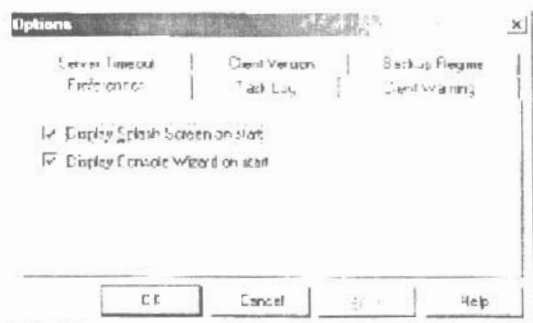 Options
Server Timeout Client Version Backup Regime
Preferences Task Log Client Warning
Display Splash Screen on start
Display Console Wizard on start
OK Cancel Help